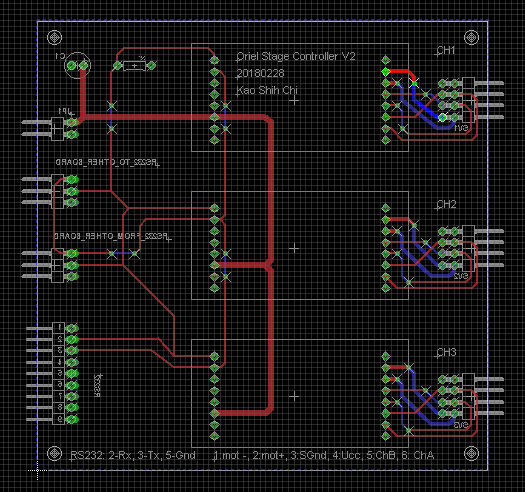 Oriel Stage Controller V2
20180228
Kao Shih Chi
CH1
C1
JP1
RS232_TO_OTHER_BOARD
CH2
RS232_FROM_OTHER_BOARD
CH3
1
2
3
4
5
6
7
8
9
RS232
RS232: 2-Rx, 3-Tx, 5-Gnd
1:mot -, 2:mot+, 3:SGnd, 4:Ucc, 5:ChB, 6: ChA